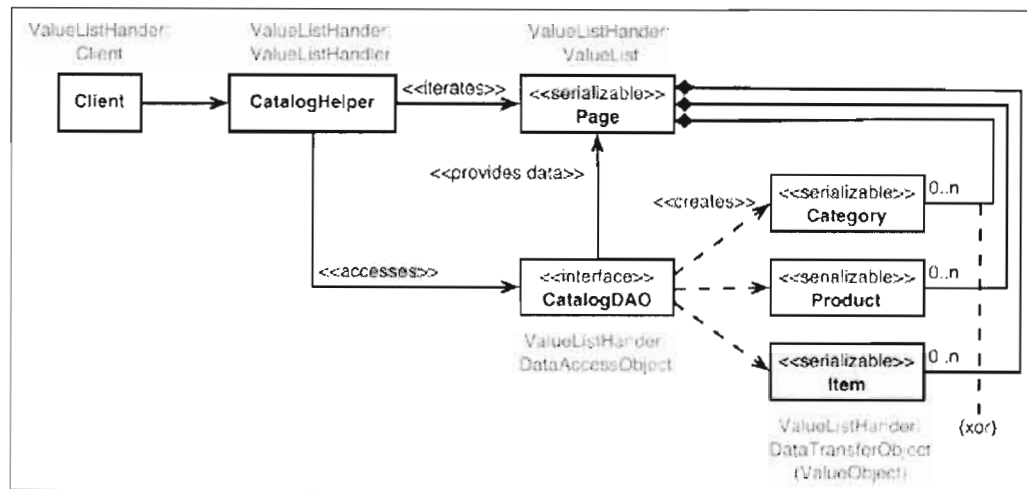 ValueListHander:
Client
ValueListHander:
ValueListHandler
ValueListHander:
ValueList
Client
CatalogHelper
<<iterates>>
<<serializable>>
Page
<<provides data>>
<<creates>>
<<serializable>>
Category
0..n
<<accesses>>
<<interface>>
CatalogDAO
<<serializable>>
Product
0..n
ValueListHander
DataAccessObject
<<serializable>>
Item
0..n
ValueListHander:
DataTransferObject
(ValueObject)
{xor}